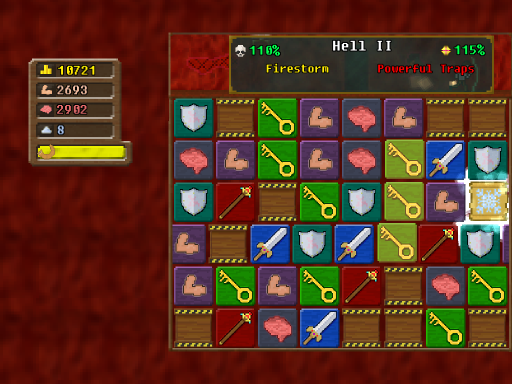 Hell II
110%
115%
Firestorm
Powerful Traps
10721
2693
2902
8